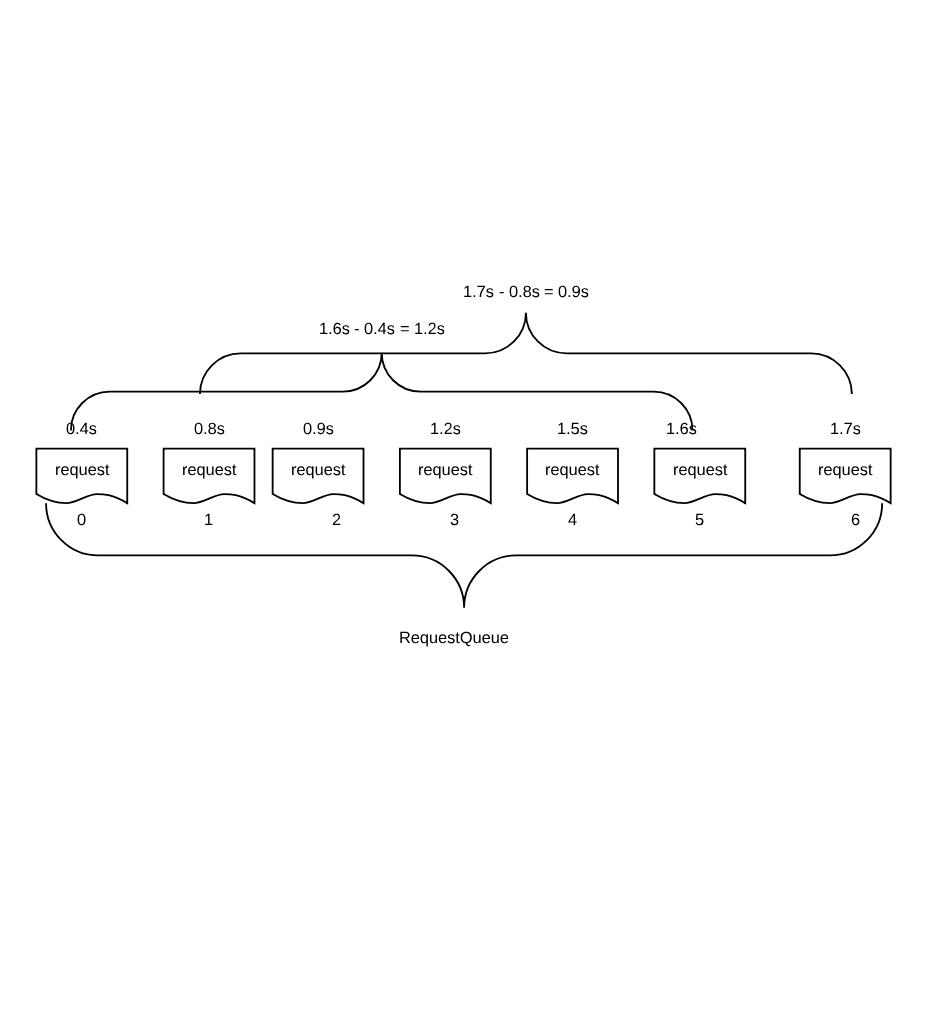 1.7s - 0.8s = 0.9s
1.6s - 0.4s = 1.2s
0.4s 0.8s 0.9s 1.2s 1.5s 1.6s 1.7s
request request request request request request request
0 1 2 3 4 5 6
RequestQueue